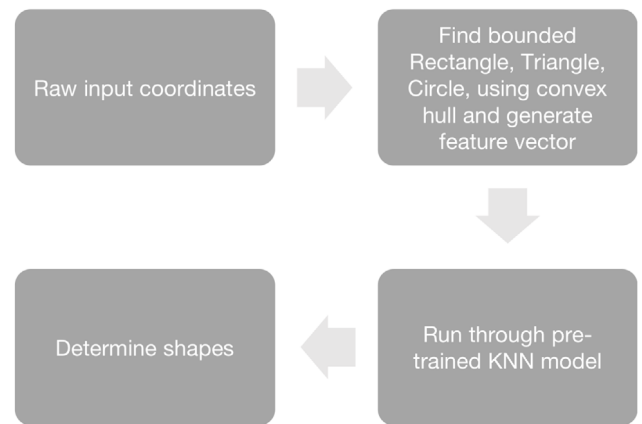 Raw input coordinates
Find bounded
Rectangle, Triangle,
Circle, using convex
hull and generate
feature vector
Run through pre-
trained KNN model
Determine shapes